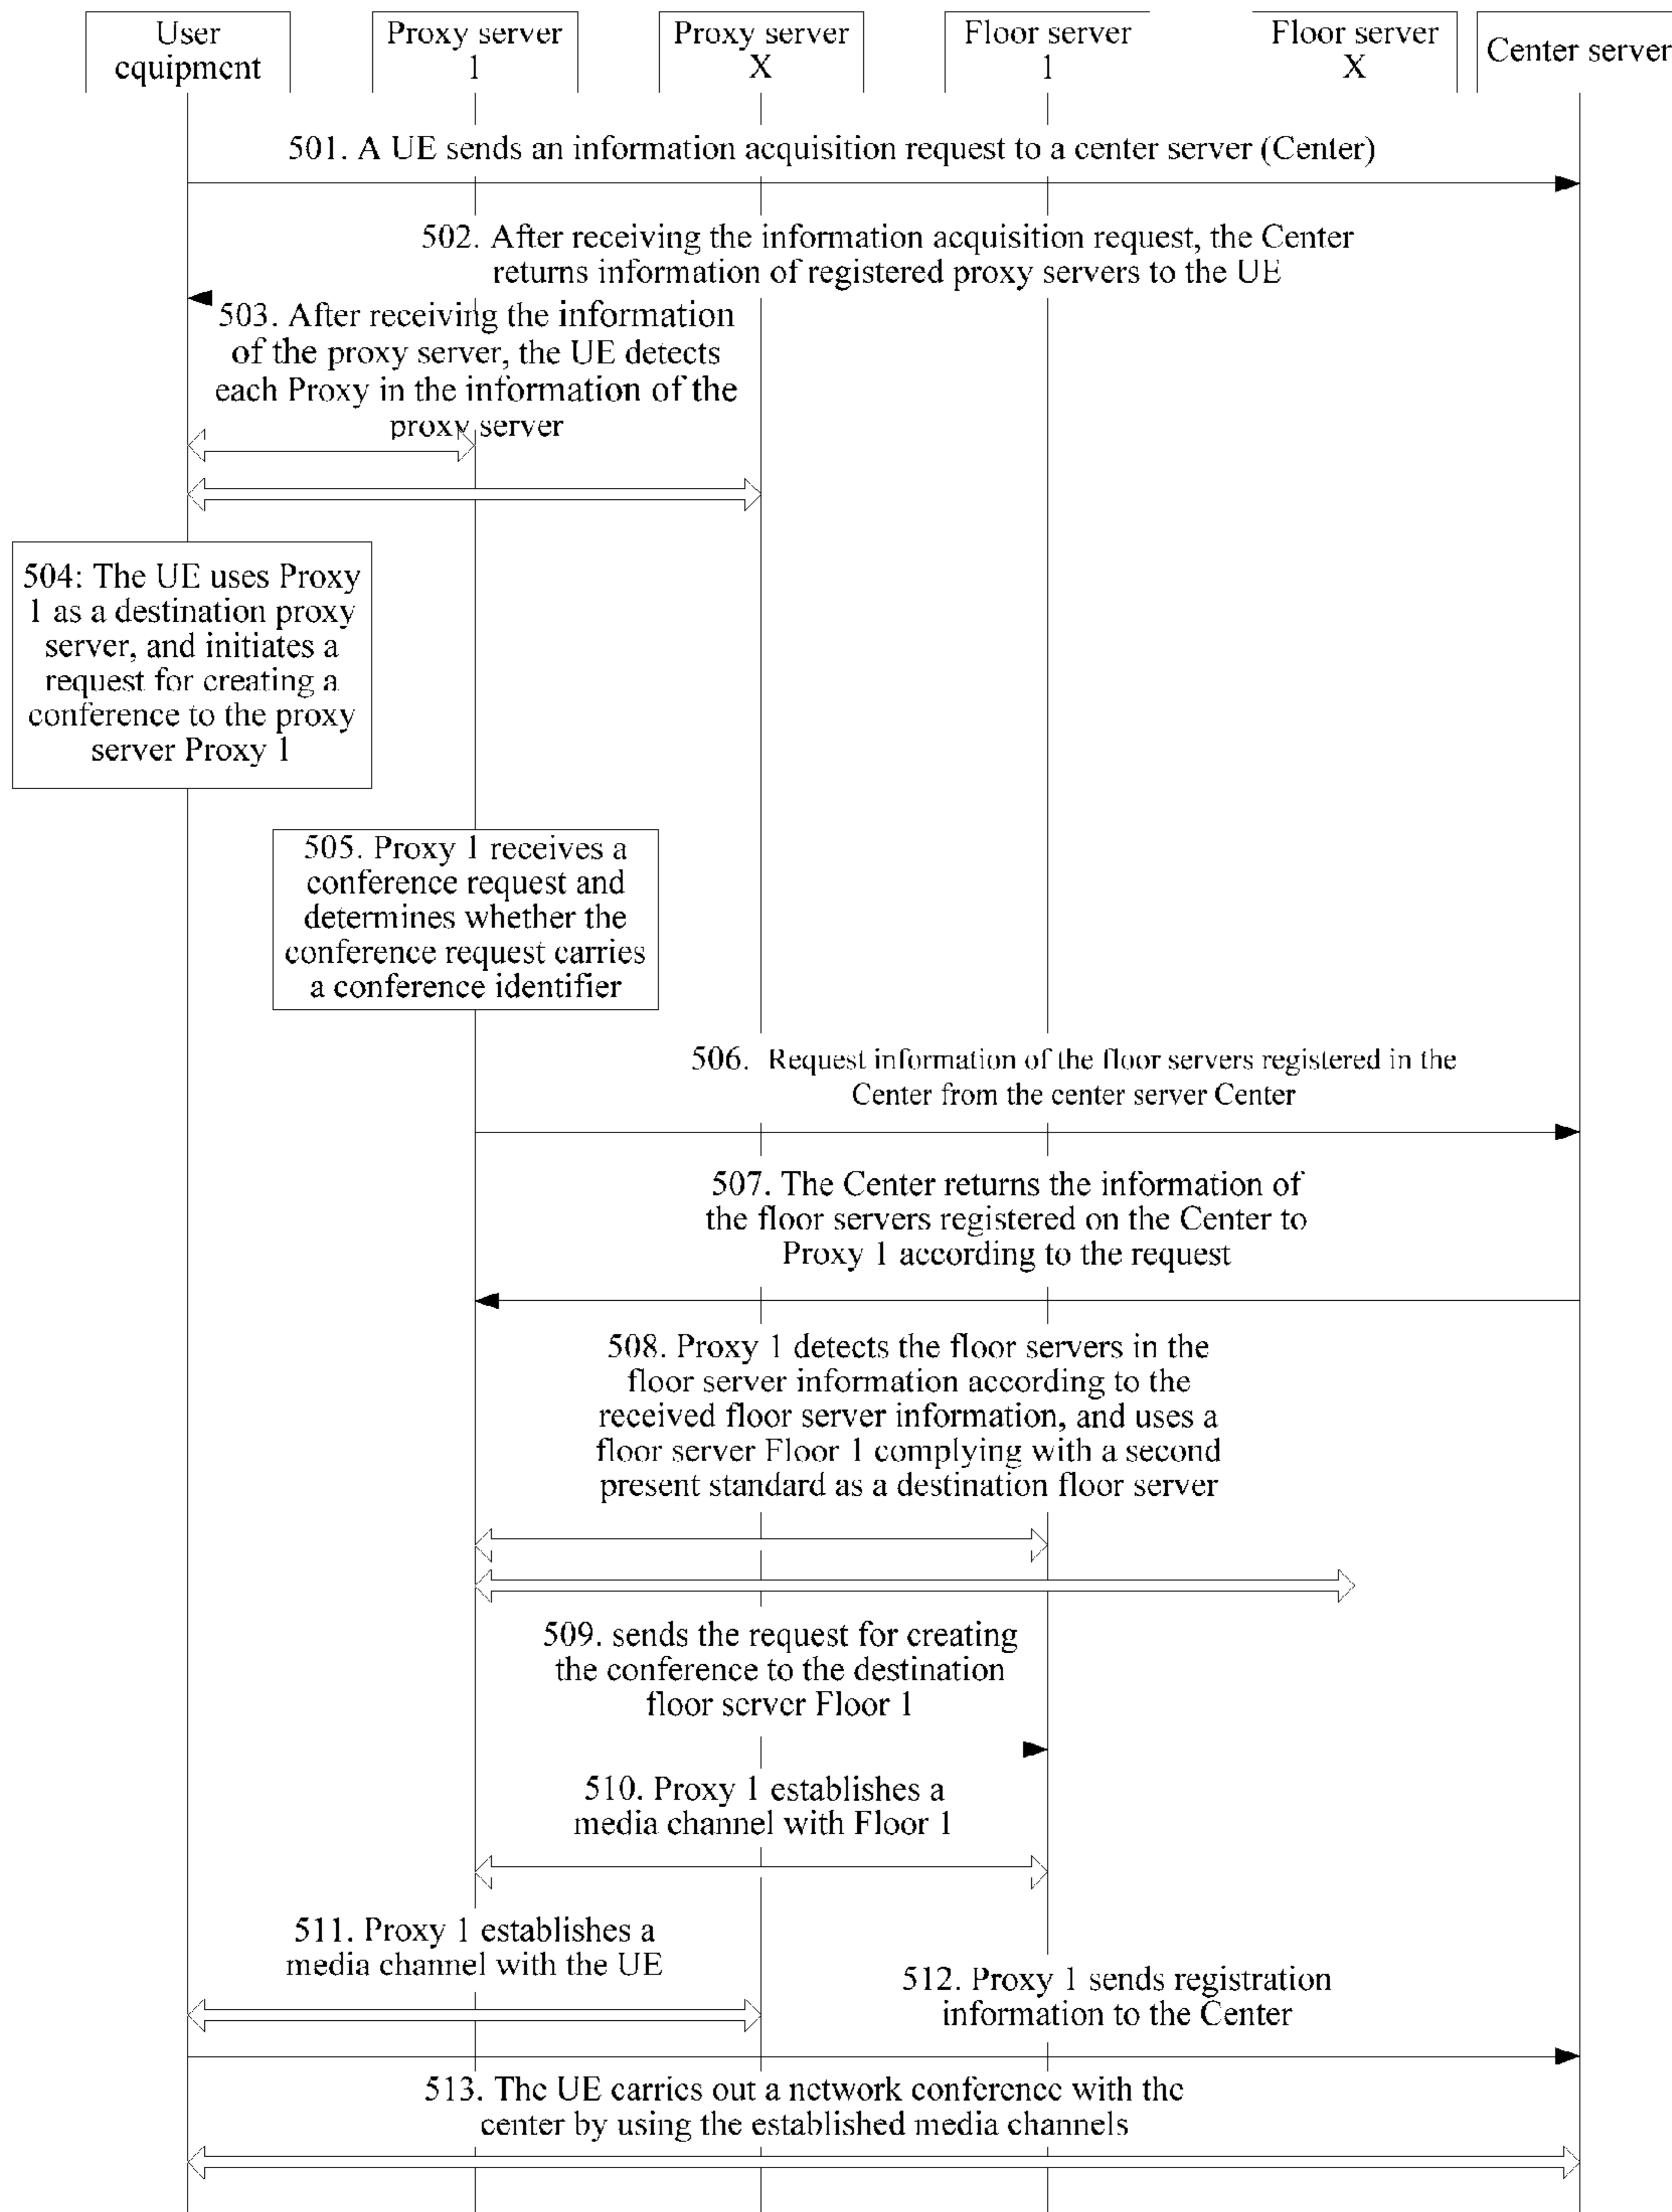 User
equipment
Proxy server
1
Proxy server
X
Floor server
1
Floor server
X
Center server
501. A UE sends an information acquisition request to a center server (Center)
502. After receiving the information acquisition request, the Center
returns information of registered proxy servers to the UE
503. After receiving the information
of the proxy server, the UE detects
each Proxy in the information of the
proxy server
504: The UE uses Proxy
1 as a destination proxy
server, and initiates a
request for creating a
conference to the proxy
server Proxy 1
505. Proxy 1 receives a
conference request and
determines whether the
conference request carries
a conference identifier
506. Request information of the floor servers registered in the
Center from the center server Center
507. The Center returns the information of
the floor servers registered on the Center to
Proxy 1 according to the request
508. Proxy 1 detects the floor servers in the
floor server information according to the
received floor server information, and uses a
floor server Floor 1 complying with a second
present standard as a destination floor server
509. sends the request for creating
the conference to the destination
floor server Floor 1
510. Proxy 1 establishes a
media channel with Floor 1
511. Proxy 1 establishes a
media channel with the UE
512. Proxy 1 sends registration
information to the Center
513. The UE carries out a network conference with the
center by using the established media channels